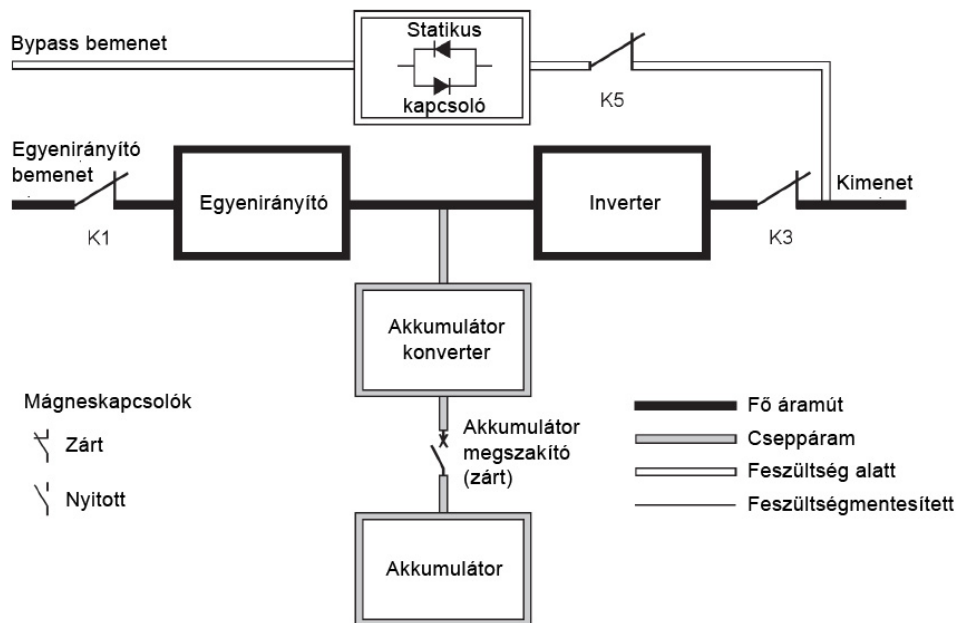 Bypass bemenet
Statikus
kapcsoló
K5
Egyenirányító
bemenet
K1
Egyenirányító
Inverter
K3
Kimenet
Akkumulátor
konverter
Mágneskapcsolók
Zárt
Nyitott
Akkumulátor
megszakító
(zárt)
Akkumulátor
Fő áramút
Cseppáram
Feszültség alatt
Feszültségmentesített